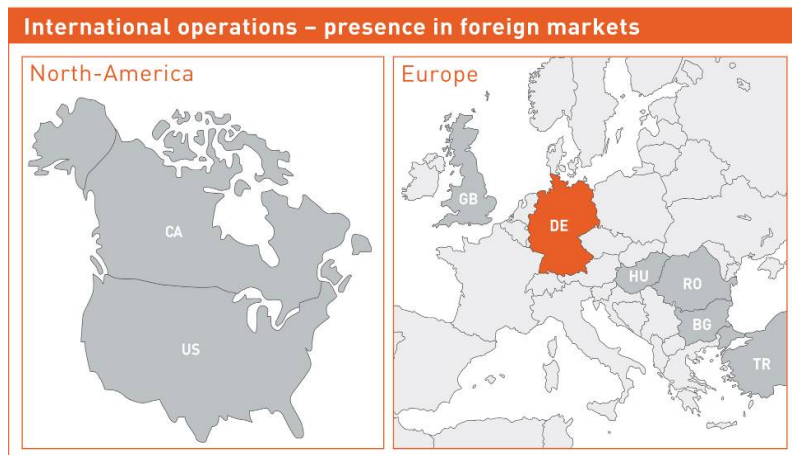 International operations – presence in foreign markets
North-America
CA
US
Europe
GB
DE
HU
RO
BG
TR